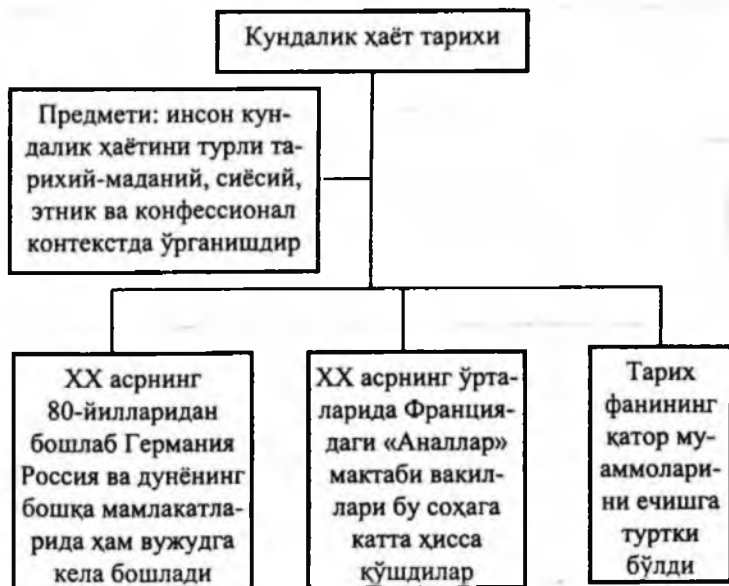 Кундалик ҳаёт тарихи
Предмети: инсон кун-
далик ҳаётини турли та-
рихий-маданий, сиёсий,
этник ва конфессионал
контекстда ўрганишдир
XX асрнинг
80-йилларидан
бошлаб Германия
Россия ва дунёнинг
бошқа мамлакатла-
рида ҳам вужудга
кела бошлади
XX асрнинг ўрта-
ларида Франция-
даги «Аналлар»
мактаби вакил-
лари бу соҳага
катта ҳисса
қўшдилар
Тарих
фанининг
қатор му-
аммолари-
ни ечишга
туртки
бўлди